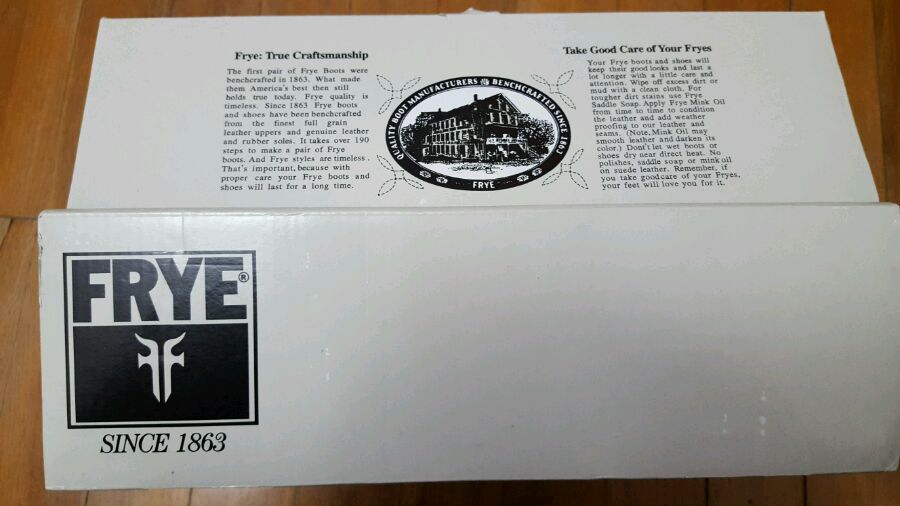 Frye: True Craftsmanship
The first pair of Frye Boots were
benchcrafted in 1863. What made
them America's best then still
holds true today. Frye quality is
timeless. Since 1863 Frye boots
and shoes have been benchcrafted
from the finest full grain
leather uppers and genuine leather
and rubber soles. It takes over 190
steps to make a pair of Frye
boots. And Frye styles are timeless.
That's important, because with
proper care your Frye boots and
shoes will last for a long time.
QUALITY BOOT MANUFACTURERS BENCHCRAFTED SINCE 1863
FRYE
Take Good Care of Your Fryes
Your Frye boots and shoes will
keep their good looks and last a
lot longer with a little care and
attention. Wipe off excess dirt or
mud with a clean cloth. For
tougher dirt stains use Frye
Saddle Soap. Apply Frye Mink Oil
from time to time to condition
the leather and add weather
proofing to our leather and
seams. (Note, Mink Oil may
smooth leather and darken its
color.) Dont't let wet boots or
shoes dry near direct heat. No
polishes, saddle soap or mink oil
on suede leather. Remember, if
you take goodcare of your Fryes,
your feet will love you for it.
FRYE®
SINCE 1863